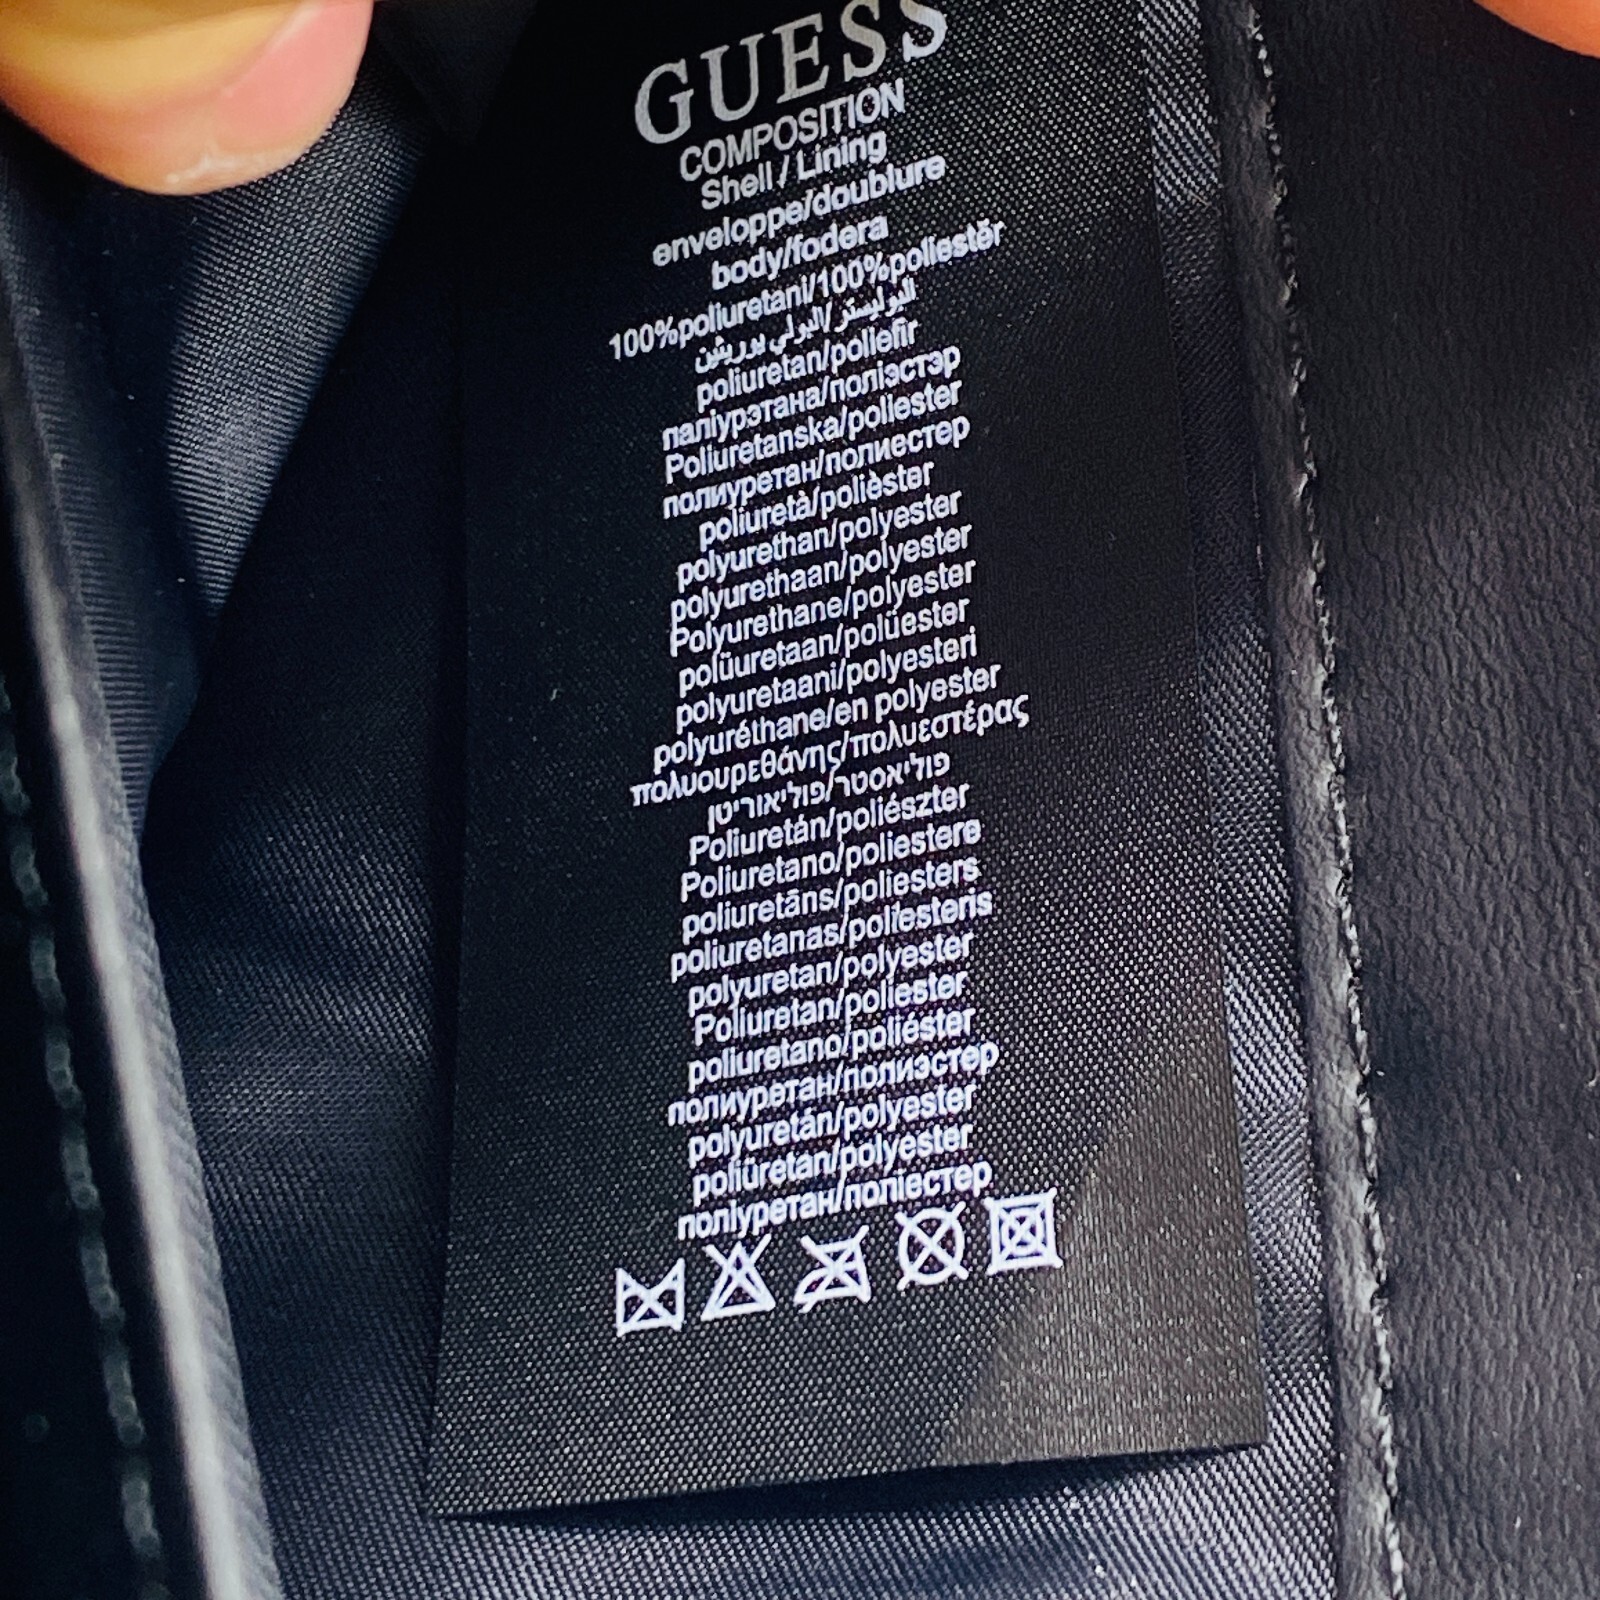 GUESS
COMPOSITION
Shell / Lining
enveloppe/doublure
body/fodera
100%poliuretani/100%poliestër
البوليستر/البولي يوريثين
poliuretan/poliefir
паліурэтана/поліэстэр
Poliuretanska/poliester
полиуретан/полиестер
poliuretà/polièster
polyurethan/polyester
polyurethaan/polyester
Polyurethane/polyester
polüuretaan/polüester
polyuretaani/polyesteri
polyuréthane/en polyester
πολυουρεθάνης/πολυεστέρας
פוליאוריטן/פוליאסטר
Poliuretán/poliészter
Poliuretano/poliestere
poliuretāns/poliesters
poliuretanas/poliesteris
polyuretan/polyester
Poliuretan/poliester
poliuretano/poliéster
полиуретан/полиэстер
polyuretán/polyester
poliüretan/polyester
поліуретан/поліестер